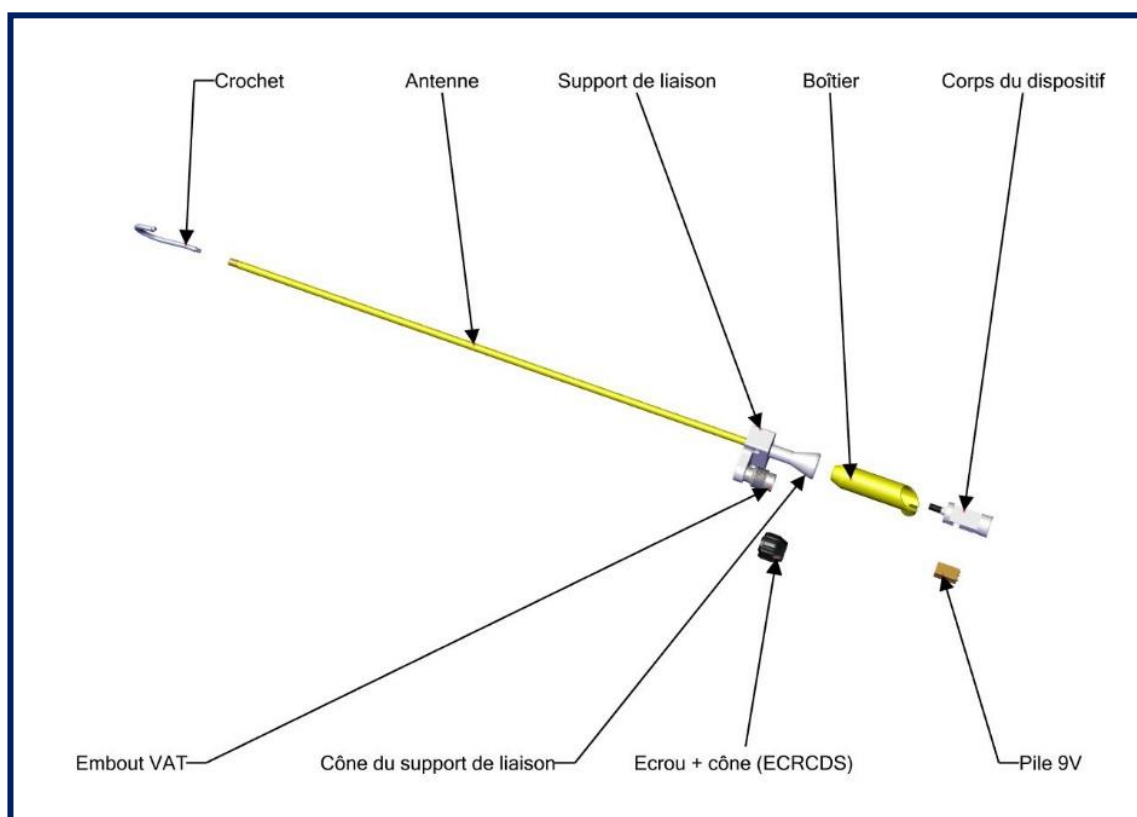 Crochet
Antenne
Support de liaison
Boîtier
Corps du dispositif
Embout VAT
Cône du support de liaison
Ecrou + cône (ECRCDS)
Pile 9V